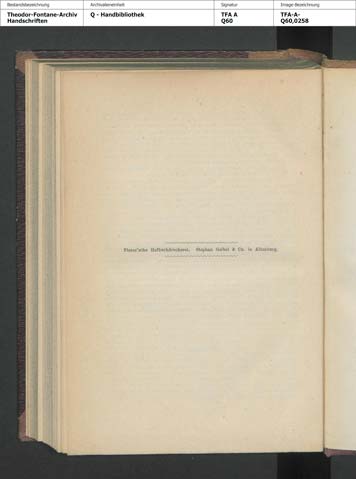 Bestandsbezeichnung
Archivalieneinheit
Signatur
Image-Bezeichnung
Theodor-Fontane-Archiv
Handschriften
Q - Handbibliothek
TFA A
Q60
TFA-A-
Q60,0258
Pierer'sche Hofbuchdruckerei. Stephan Geibel & Co. in Altenburg.